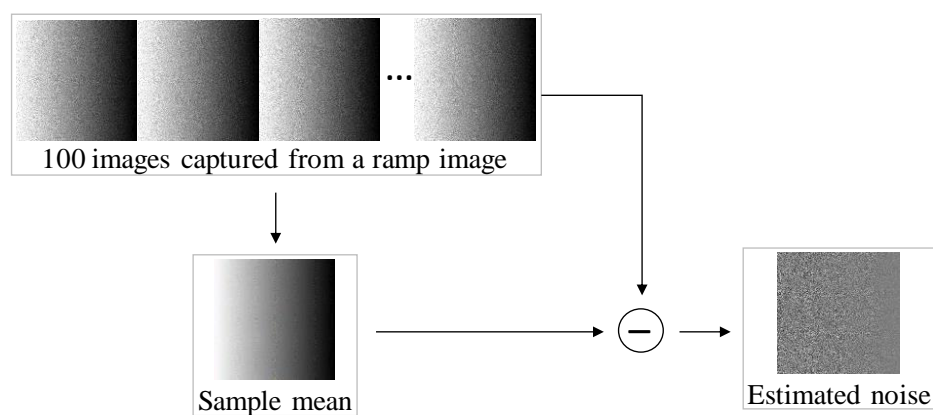 ...
100 images captured from a ramp image
Sample mean
−
Estimated noise